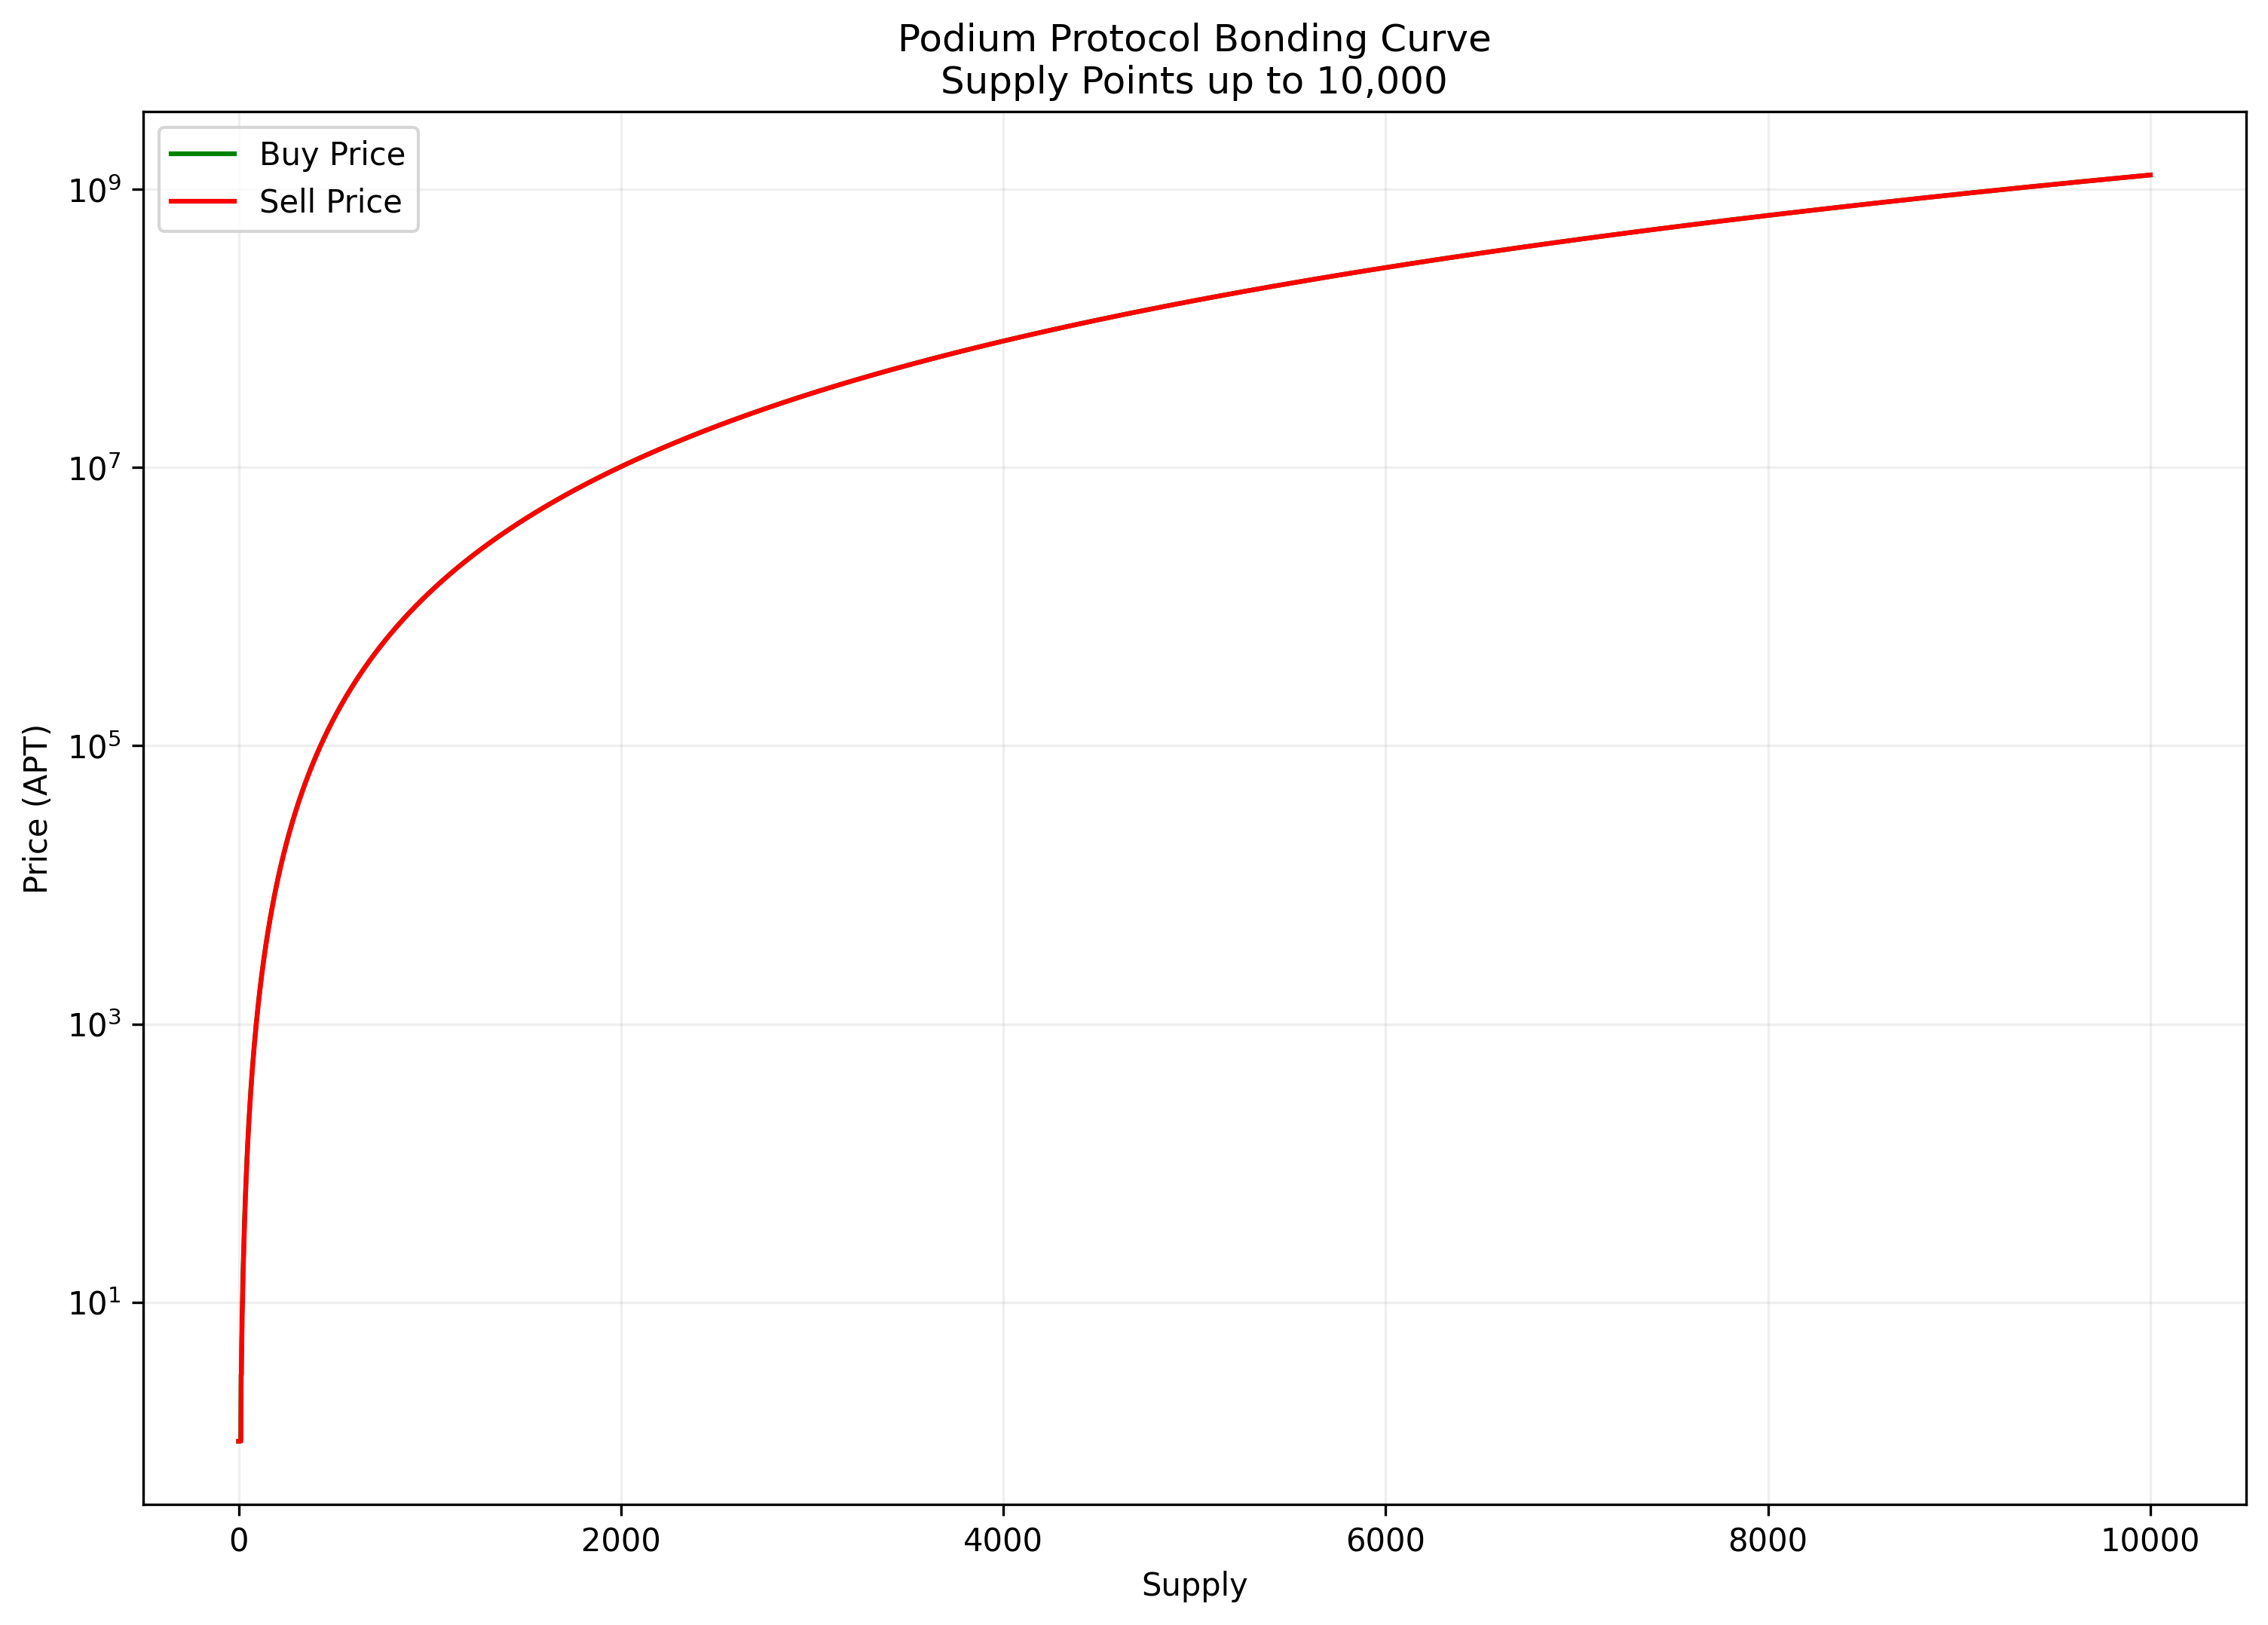 Podium Protocol Bonding Curve
Supply Points up to 10,000
Buy Price
Sell Price
10⁹
10⁷
10⁵
10³
10¹
Price (APT)
0 2000 4000 6000 8000 10000
Supply